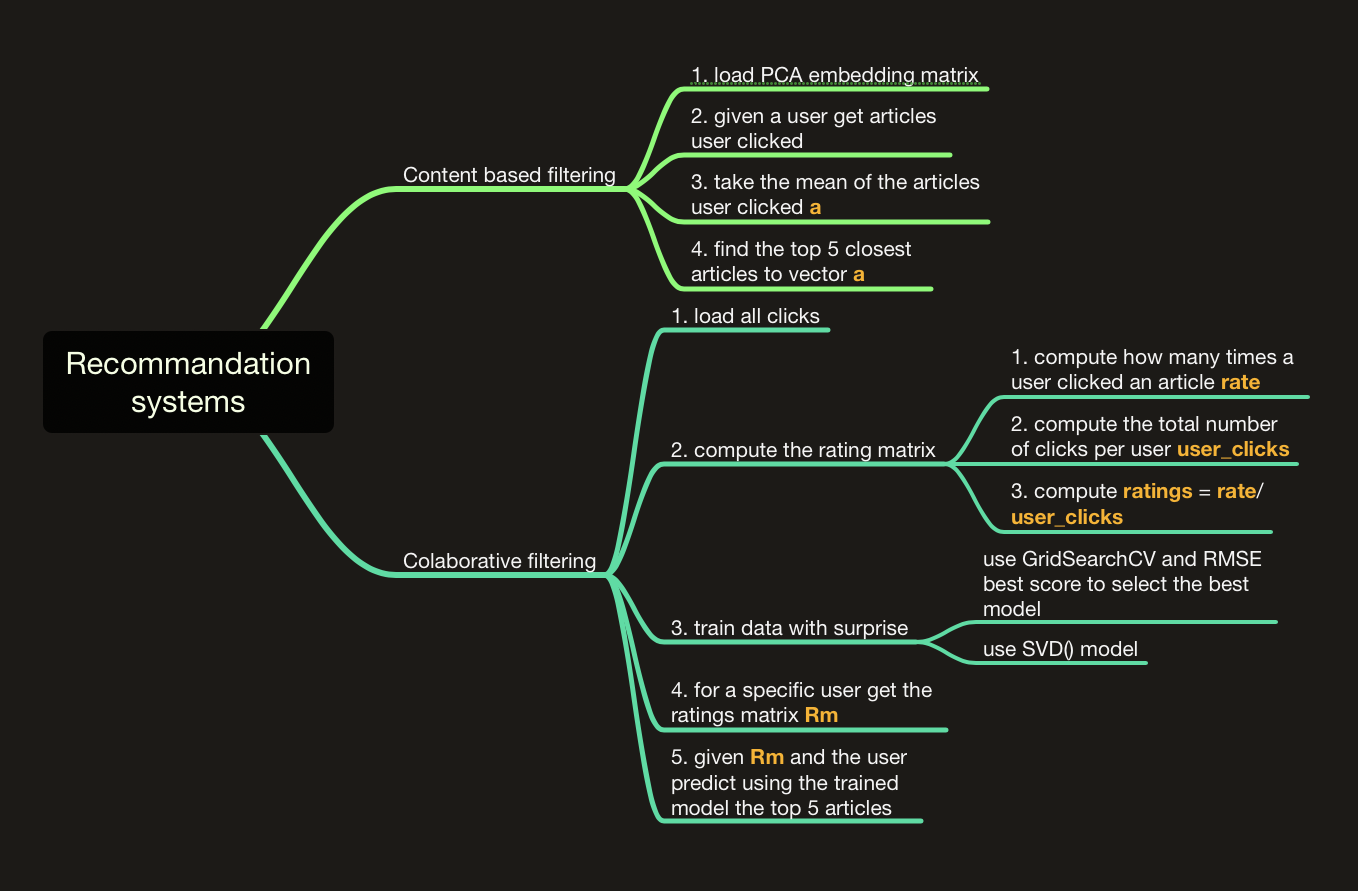 Recommandation
systems
Content based filtering
1. load PCA embedding matrix
2. given a user get articles
user clicked
3. take the mean of the articles
user clicked a
4. find the top 5 closest
articles to vector a
Colaborative filtering
1. load all clicks
2. compute the rating matrix
1. compute how many times a
user clicked an article rate
2. compute the total number
of clicks per user user_clicks
3. compute ratings = rate/
user_clicks
3. train data with surprise
use GridSearchCV and RMSE
best score to select the best
model
use SVD() model
4. for a specific user get the
ratings matrix Rm
5. given Rm and the user
predict using the trained
model the top 5 articles